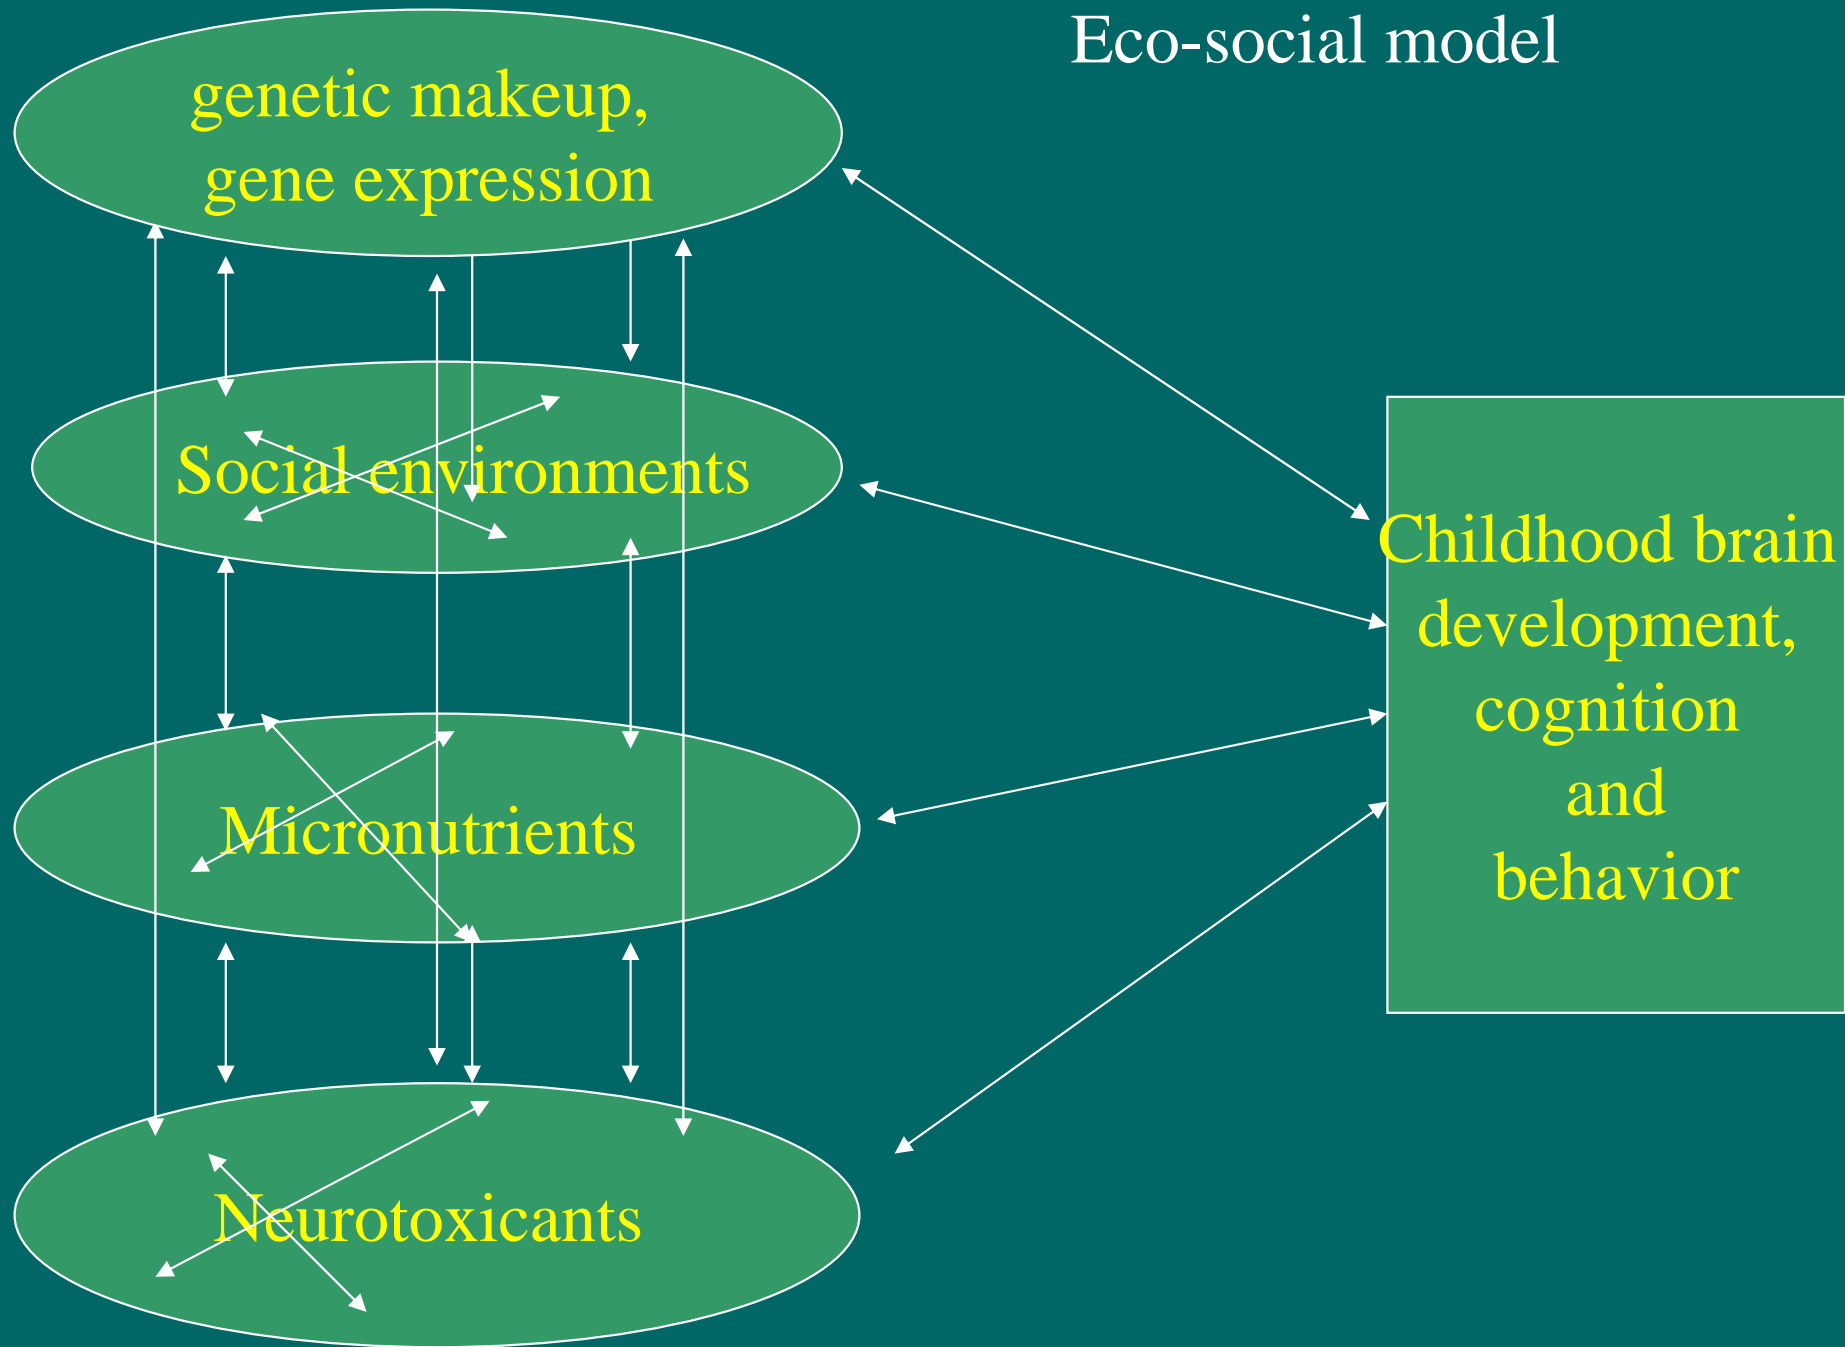 Eco-social model
genetic makeup,
gene expression
Social environments
Micronutrients
Neurotoxicants
Childhood brain
development,
cognition
and
behavior